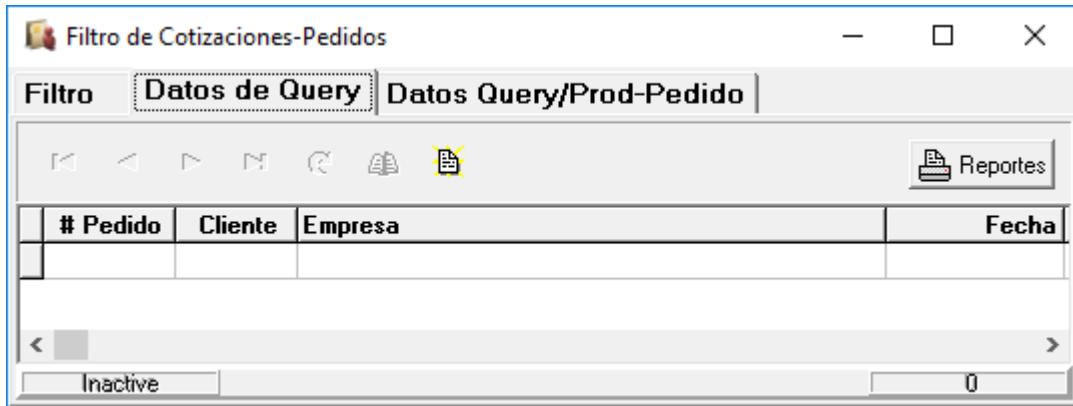 Filtro de Cotizaciones-Pedidos
Filtro Datos de Query Datos Query/Prod-Pedido
Reportes
# Pedido Cliente Empresa Fecha
Inactive 0